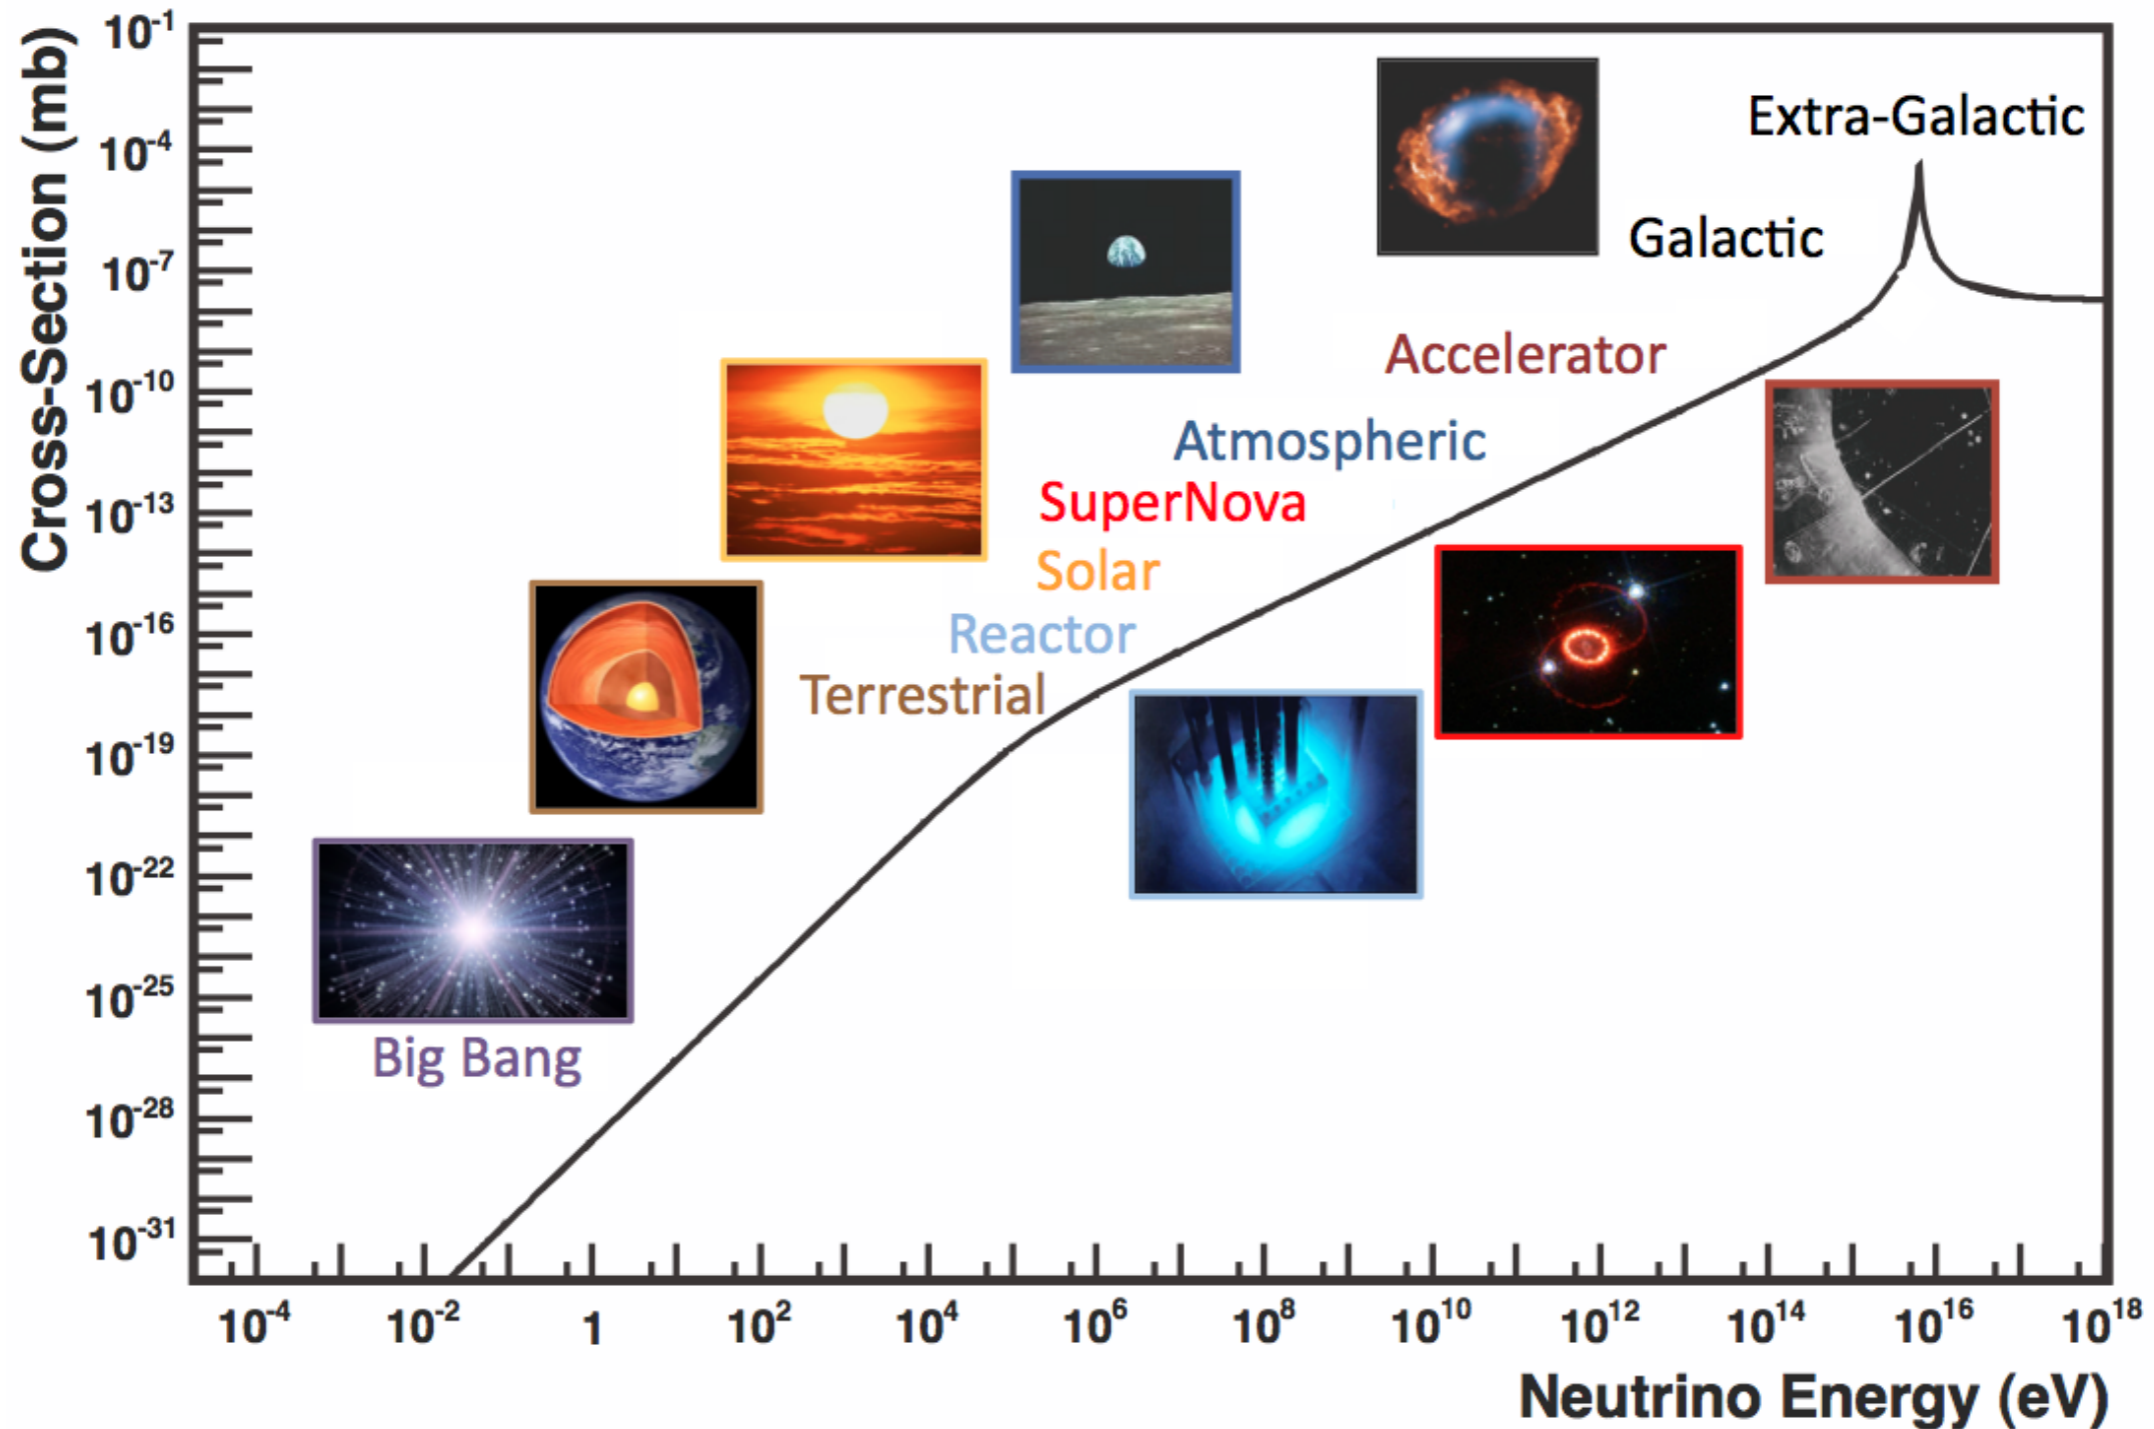 Cross-Section (mb)
10⁻¹
10⁻⁴
10⁻⁷
10⁻¹⁰
10⁻¹³
10⁻¹⁶
10⁻¹⁹
10⁻²²
10⁻²⁵
10⁻²⁸
10⁻³¹
Extra-Galactic
Galactic
Accelerator
Atmospheric
SuperNova
Solar
Reactor
Terrestrial
Big Bang
10⁻⁴ 10⁻² 1 10² 10⁴ 10⁶ 10⁸ 10¹⁰ 10¹² 10¹⁴ 10¹⁶ 10¹⁸
Neutrino Energy (eV)